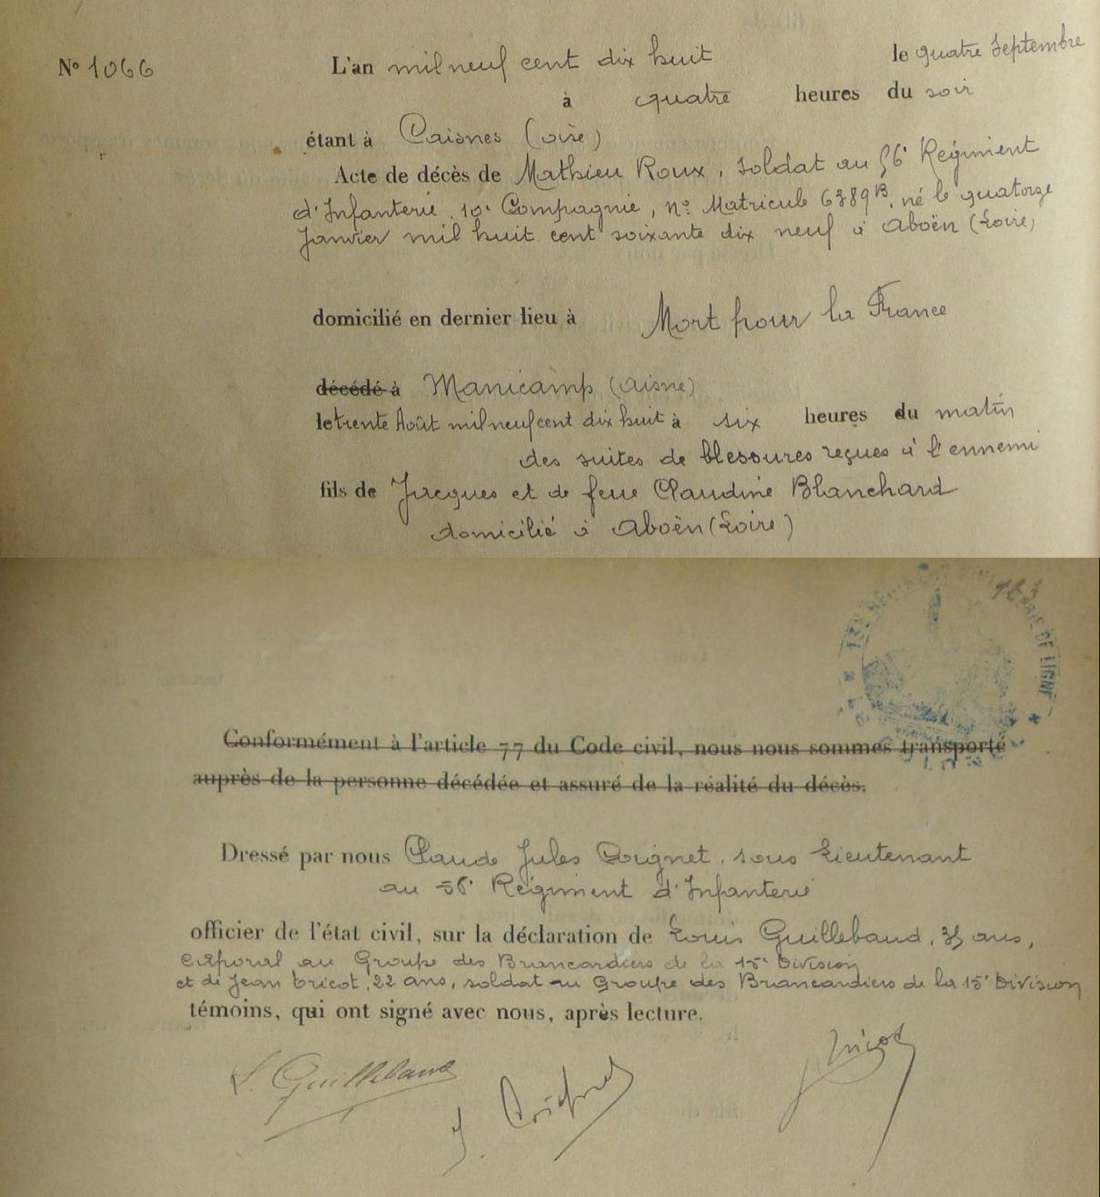 N° 1066
L'an mil neuf cent dix huit le quatre Septembre
à quatre heures du soir
étant à Caisnes (oise)
Acte de décès de Mathieu Roux, soldat au 56e Régiment
d'Infanterie, 10e Compagnie, N° Matricule 6389B, né le quatorze
Janvier mil huit cent soixante dix neuf à aboën (Loire)
domicilié en dernier lieu à Mort pour la France
décédé à Manicamp (aisne)
le trente Août mil neuf cent dix huit à six heures du matin
des suites de blessures reçues à l'ennemi
fils de Jacques et de feue Claudine Blanchard
domicilié à aboën (Loire)
183
DE LIGNE
Conformément à l'article 77 du Code civil, nous nous sommes transporté
auprès de la personne décédée et assuré de la réalité du décès.
Dressé par nous Claude Jules Coignet, sous Lieutenant
au 56e Régiment d'Infanterie
officier de l'état civil, sur la déclaration de Louis Guillebaud, ans,
Caporal au Groupe des Brancardiers de la 15e Division
et de Jean Tricot, 22 ans, soldat au Groupe des Brancardiers de la 15e Division
témoins, qui ont signé avec nous, après lecture.
L. Guillebaud J. Coignet J Tricot